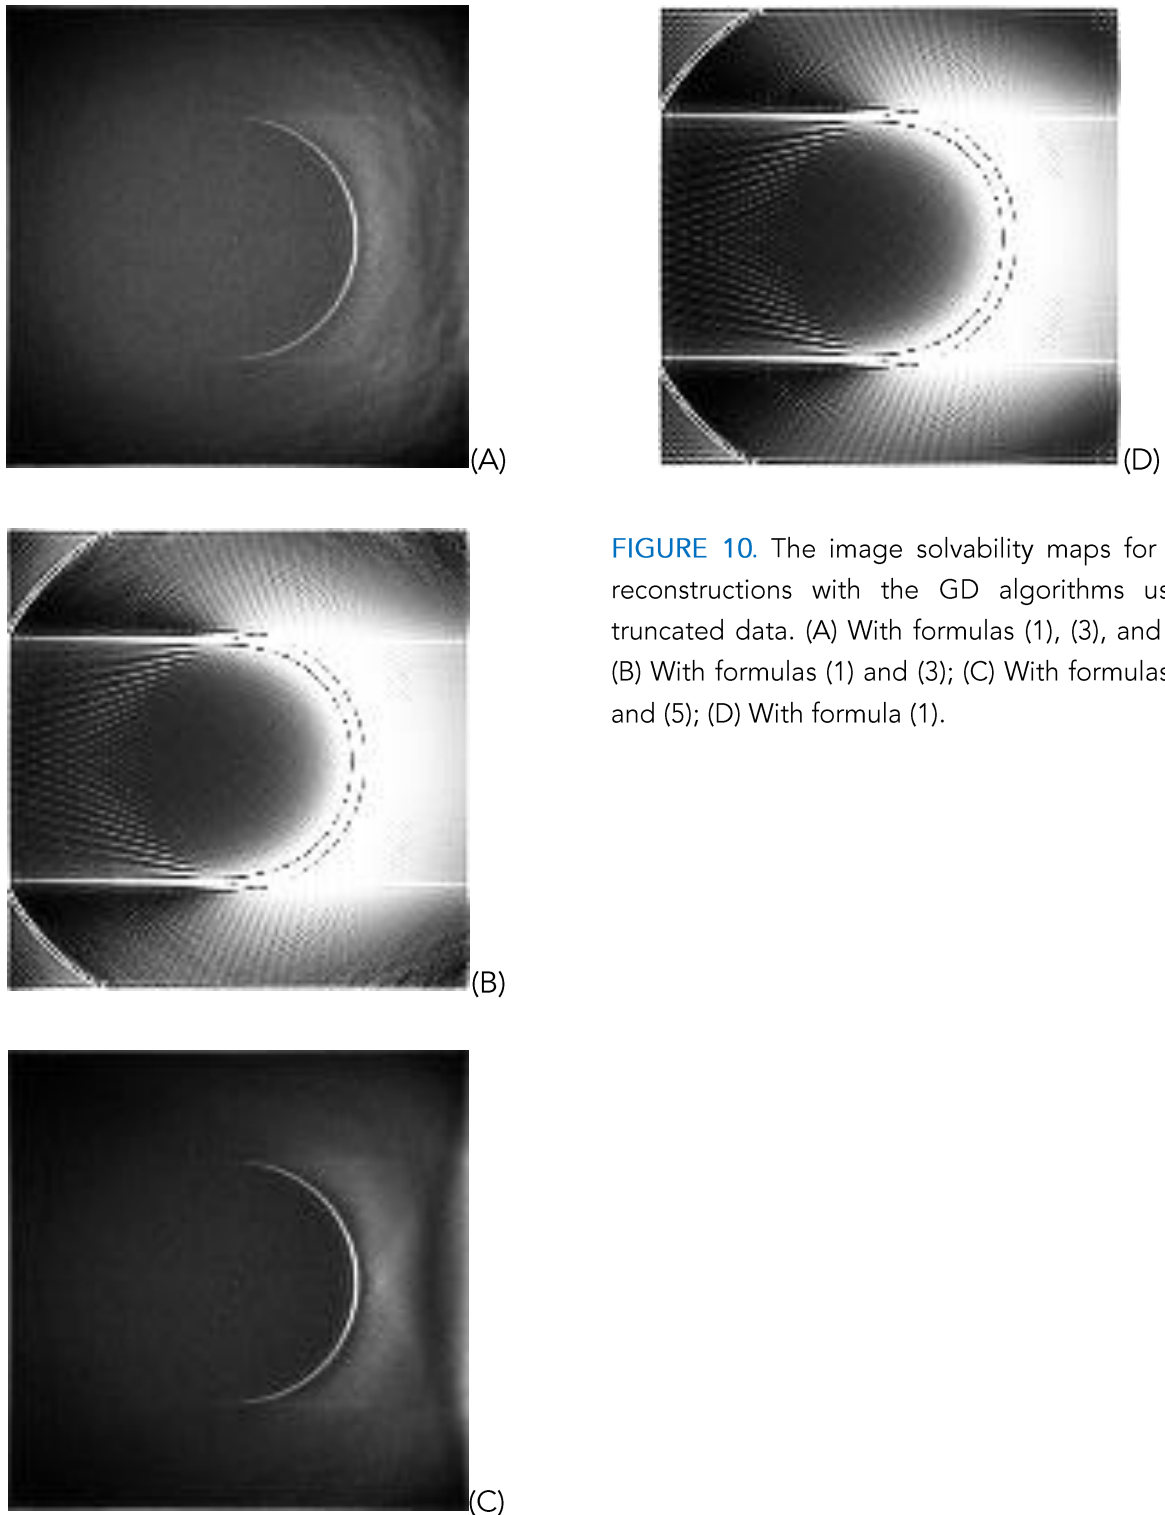 (A)
(D)
FIGURE 10. The image solvability maps for
reconstructions with the GD algorithms us
truncated data. (A) With formulas (1), (3), and
(B) With formulas (1) and (3); (C) With formulas
and (5); (D) With formula (1).
(B)
(C)